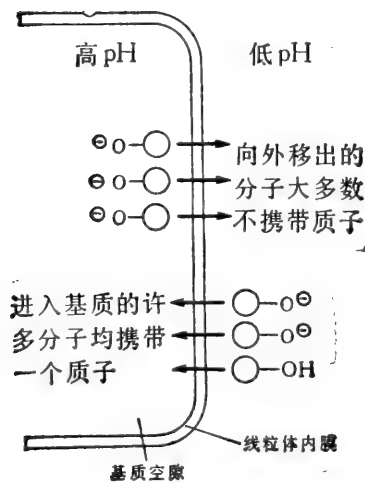 高pH 低pH
⊖ O
⊖ O
⊖ O
向外移出的
分子大多数
不携带质子
进入基质的许
多分子均携带
一个质子
O⊖
O⊖
OH
线粒体内膜
基质空隙